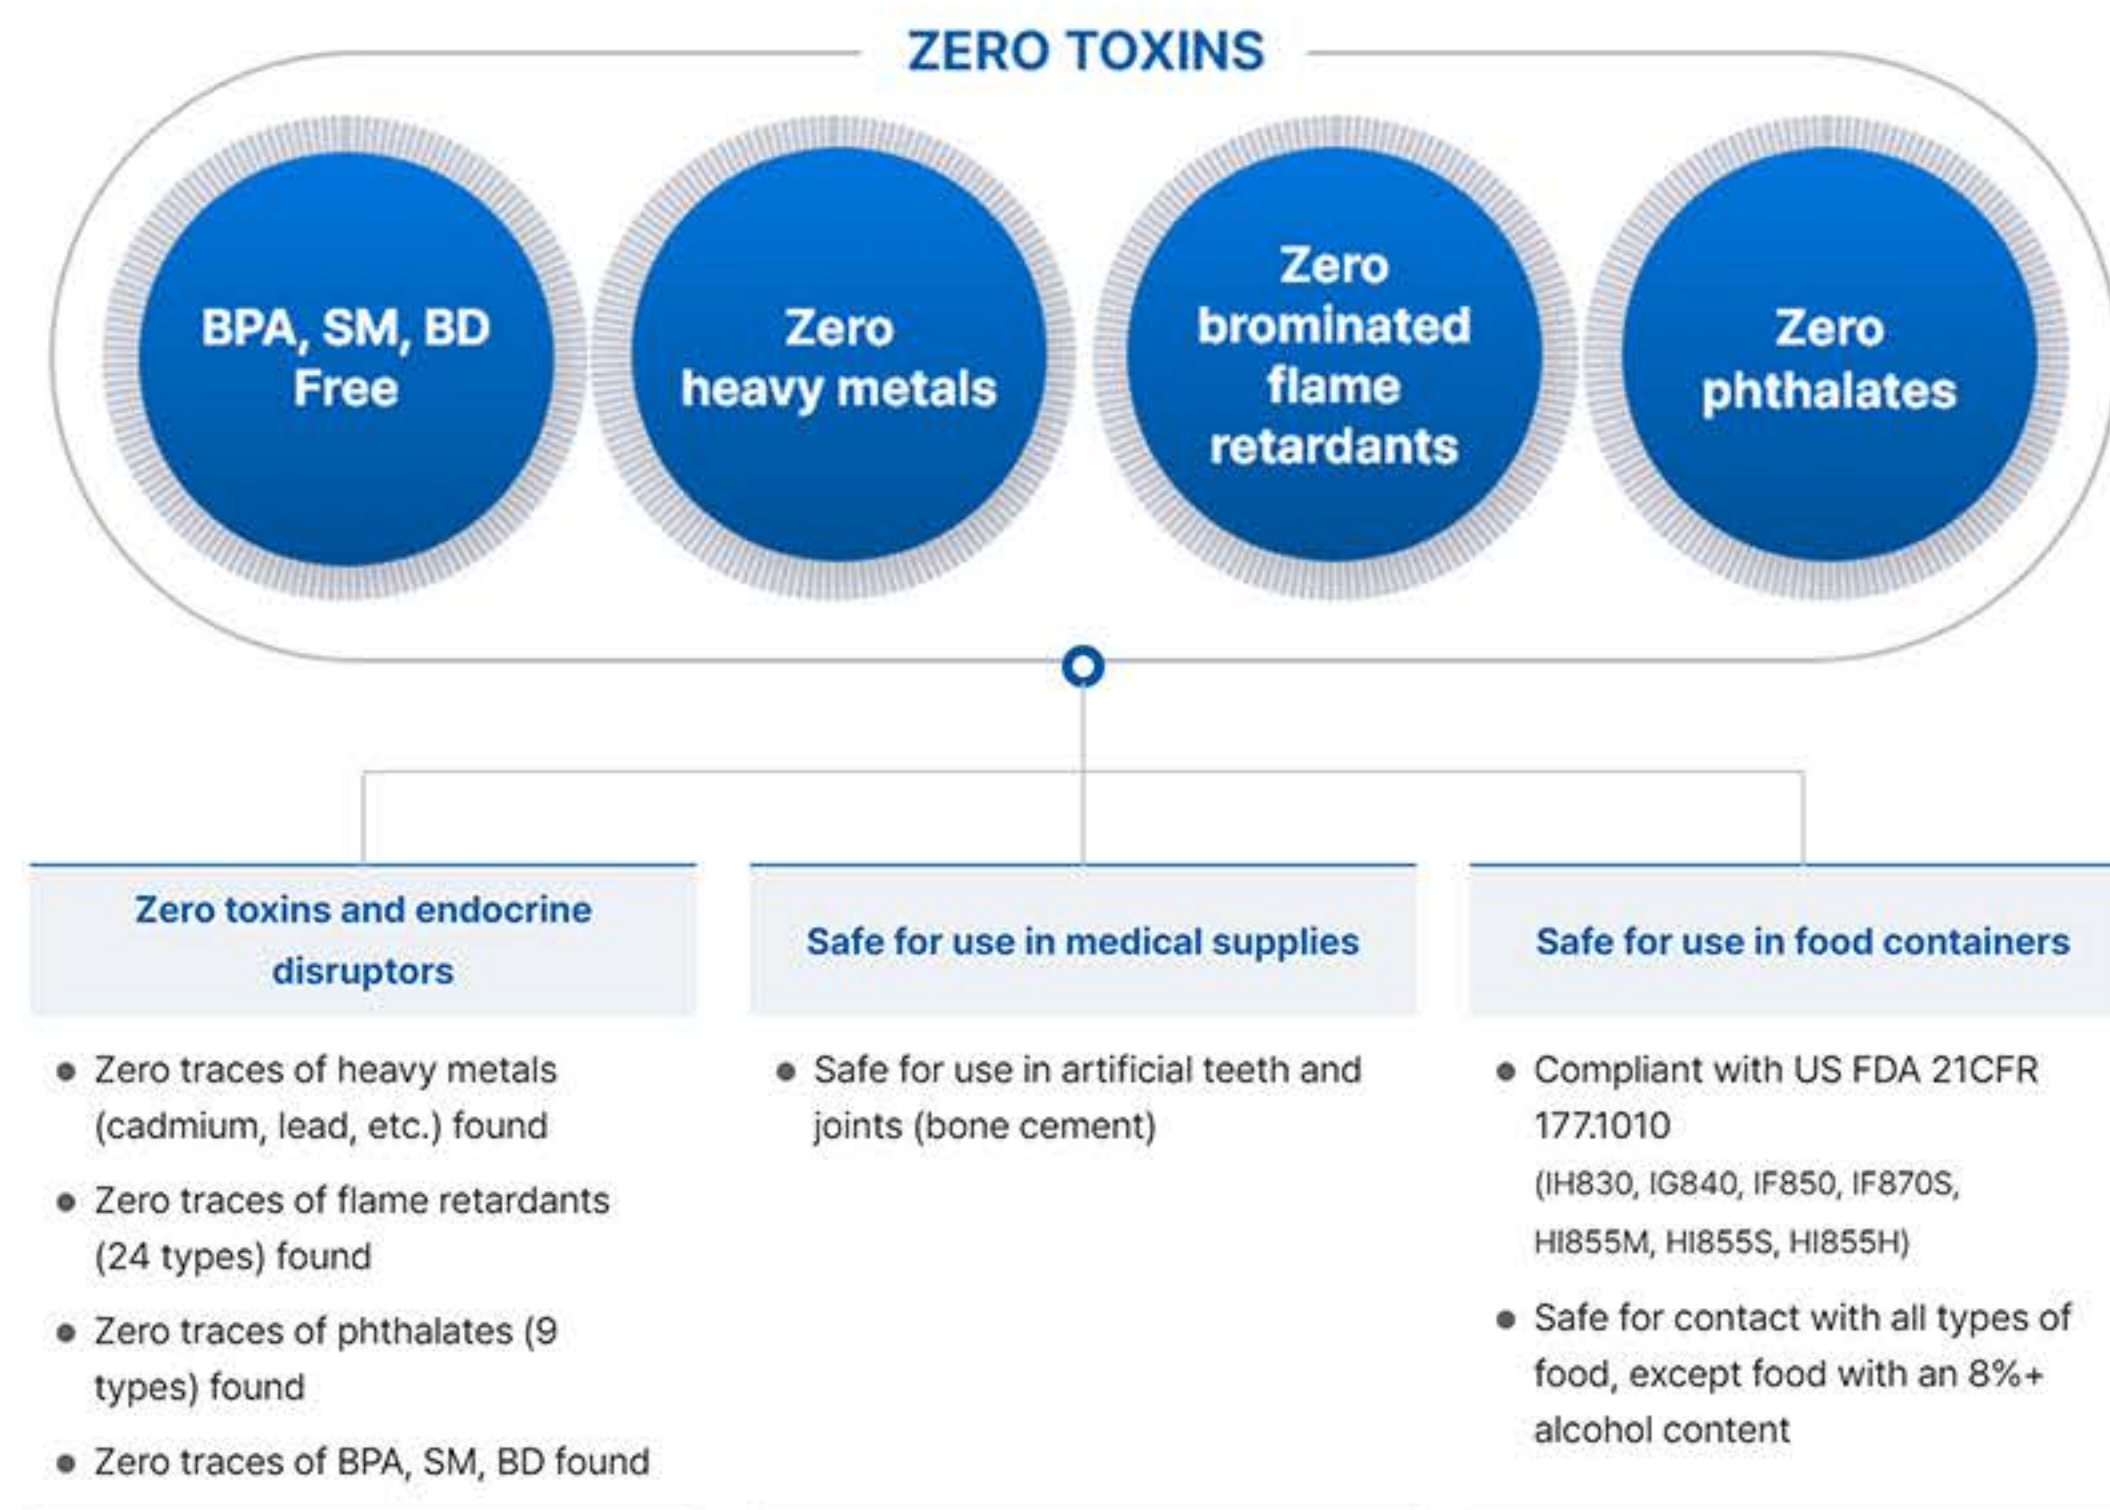 ZERO TOXINS
BPA, SM, BD
Free
Zero
heavy metals
Zero
brominated
flame
retardants
Zero
phthalates
Zero toxins and endocrine
disruptors
● Zero traces of heavy metals
(cadmium, lead, etc.) found
● Zero traces of flame retardants
(24 types) found
● Zero traces of phthalates (9
types) found
● Zero traces of BPA, SM, BD found
Safe for use in medical supplies
● Safe for use in artificial teeth and
joints (bone cement)
Safe for use in food containers
● Compliant with US FDA 21CFR
177.1010
(IH830, IG840, IF850, IF870S,
HI855M, HI855S, HI855H)
● Safe for contact with all types of
food, except food with an 8%+
alcohol content